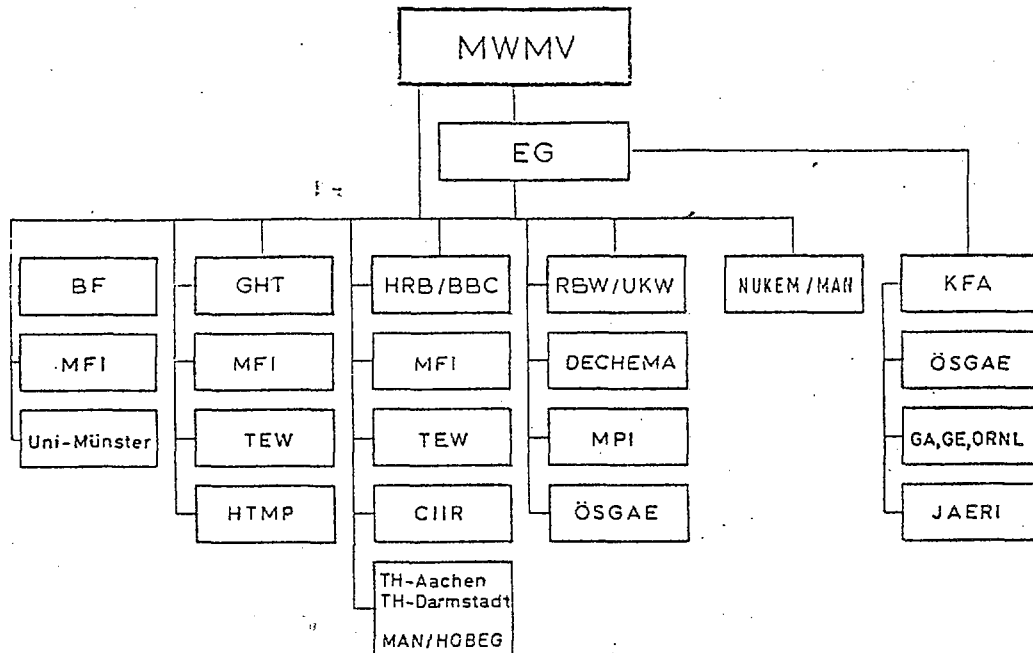 MWMV
EG
BF
GHT
HRB/BBC
RBW/UKW
NUKEM/MAN
KFA
MFI
MFI
MFI
DECHEMA
ÖSGAE
Uni-Münster
TEW
TEW
MPI
GA,GE,ORNL
HTMP
CIIR
ÖSGAE
JAERI
TH-Aachen
TH-Darmstadt
MAN/HOBEG